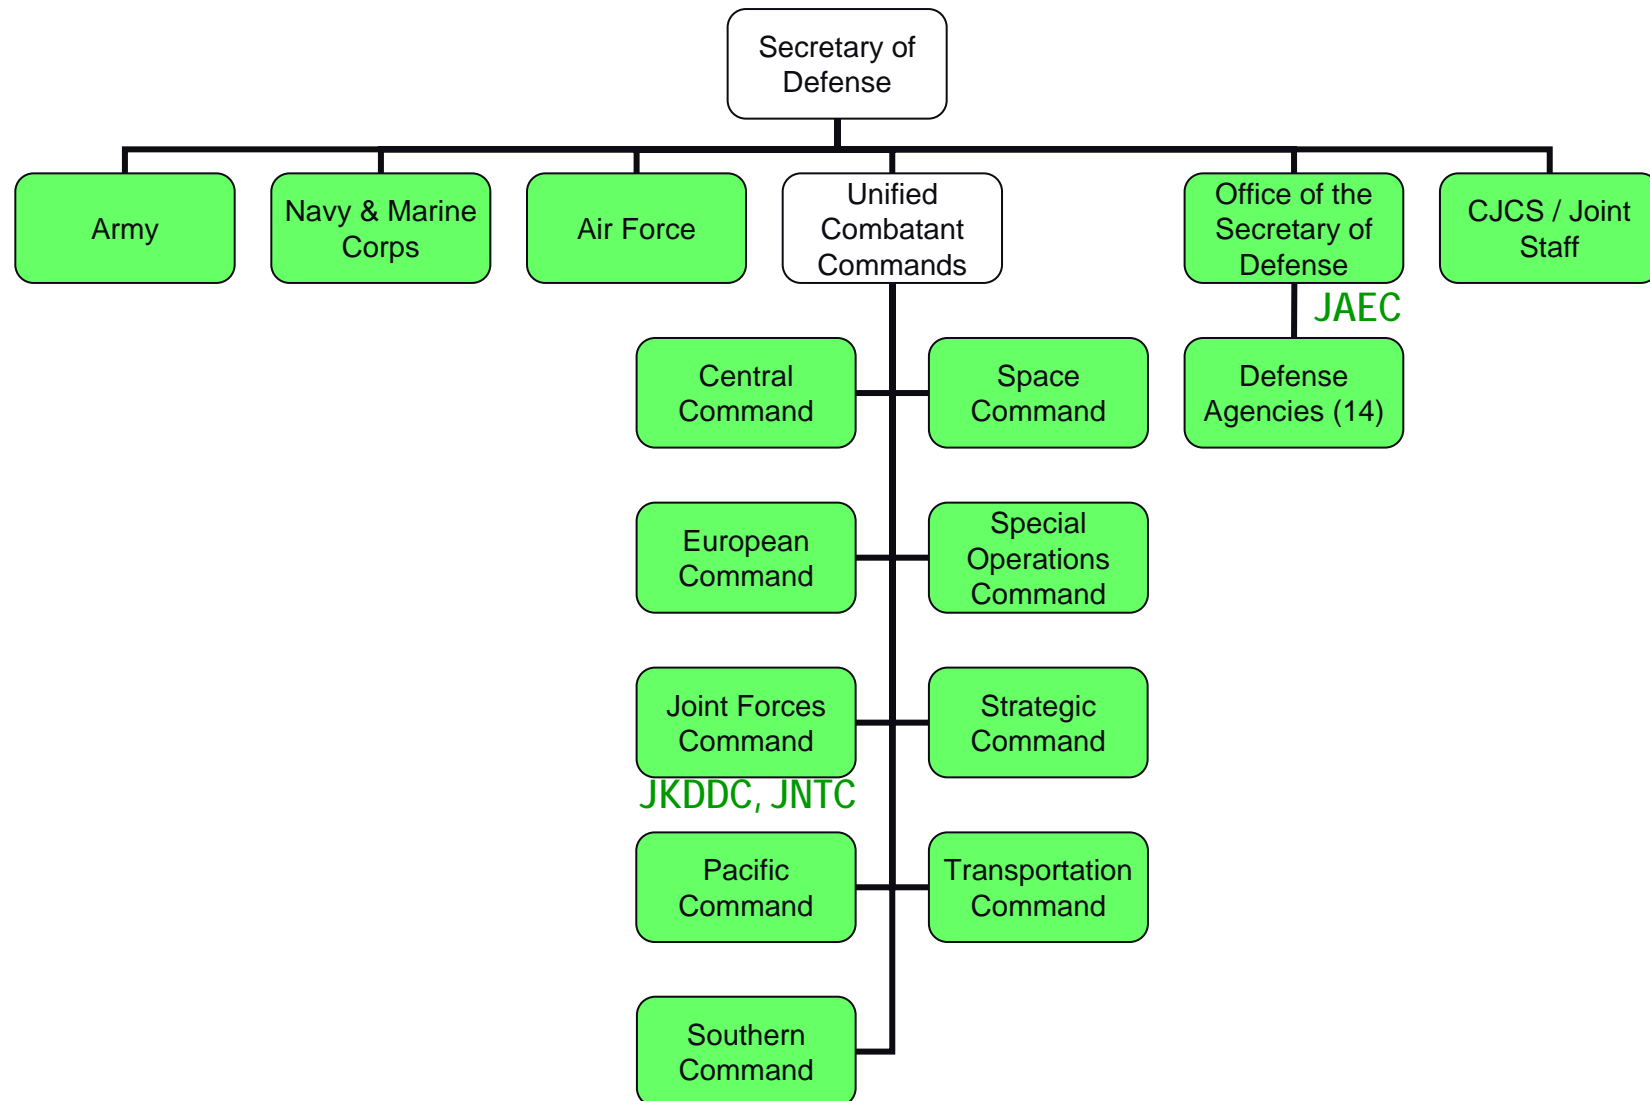 Secretary of
Defense
Army
Navy & Marine
Corps
Air Force
Unified
Combatant
Commands
Office of the
Secretary of
Defense
CJCS / Joint
Staff
JAEC
Central
Command
Space
Command
Defense
Agencies (14)
European
Command
Special
Operations
Command
Joint Forces
Command
Strategic
Command
JKDDC, JNTC
Pacific
Command
Transportation
Command
Southern
Command